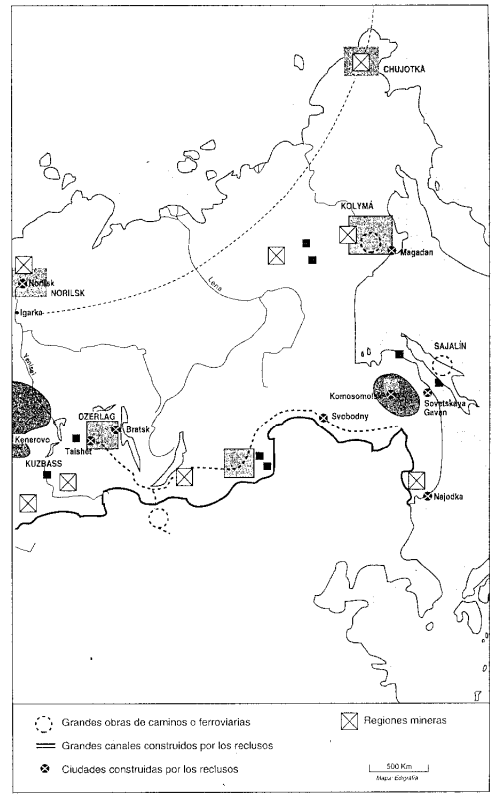 CHUJOTKA
KOLYMÁ
Magadan
Norilsk
NORILSK
Igarka
Lena
Yenisei
SAJALÍN
Komosomolsk
Sovetskaya
Gavan
Svobodny
OZERLAG
Bratsk
Kenerovo
Taishet
KUZBASS
Najodka
Grandes obras de caminos o ferroviarias
Regiones mineras
Grandes canales construidos por los reclusos
Ciudades construidas por los reclusos
500 Km
Mapa: Edigrafia